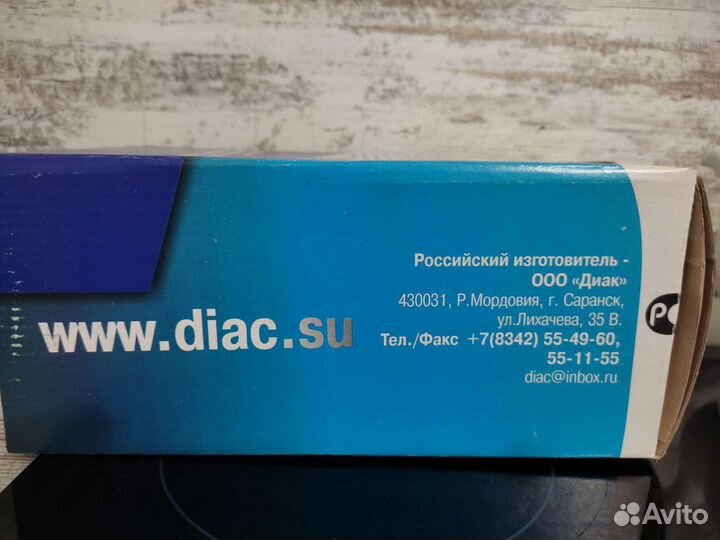 Российский изготовитель -
ООО «Диак»
430031, Р.Мордовия, г. Саранск,
ул.Лихачева, 35 В.
www.diac.su
Тел./Факс +7(8342) 55-49-60,
55-11-55
diac@inbox.ru
Avito